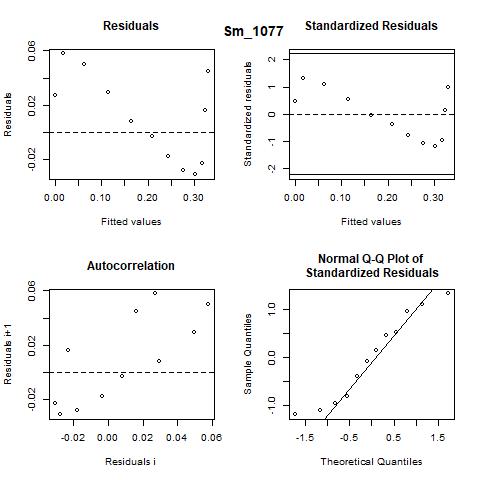 Sm_1077
Residuals
Residuals
-0.02
0.02
0.06
0.00
0.10
0.20
0.30
Fitted values
Standardized Residuals
Standardized residuals
-2
-1
0
1
2
0.00
0.10
0.20
0.30
Fitted values
Autocorrelation
Residuals i+1
-0.02
0.02
0.06
-0.02
0.00
0.02
0.04
0.06
Residuals i
Normal Q-Q Plot of
Standardized Residuals
Sample Quantiles
-1.0
0.0
1.0
-1.5
-0.5
0.5
1.5
Theoretical Quantiles